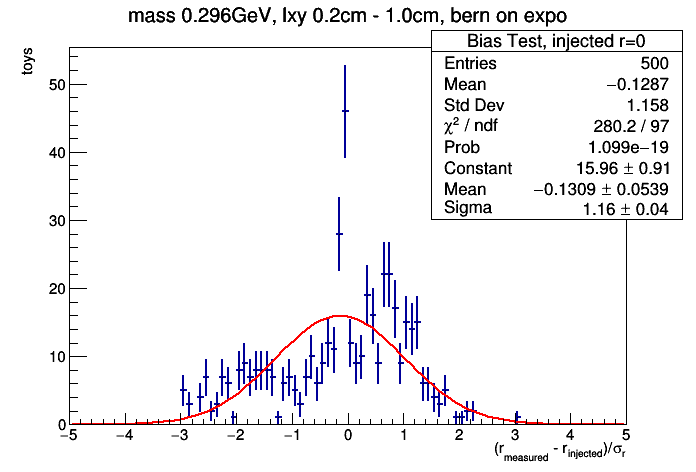 mass 0.296GeV, lxy 0.2cm - 1.0cm, bern on expo
toys
Bias Test, injected r=0
Entries 500
Mean −0.1287
Std Dev 1.158
χ² / ndf 280.2 / 97
Prob 1.099e−19
Constant 15.96 ± 0.91
Mean −0.1309 ± 0.0539
Sigma 1.16 ± 0.04
50
40
30
20
10
0
−5 −4 −3 −2 −1 0 1 2 3 4 5
(r_measured - r_injected)/σ_r